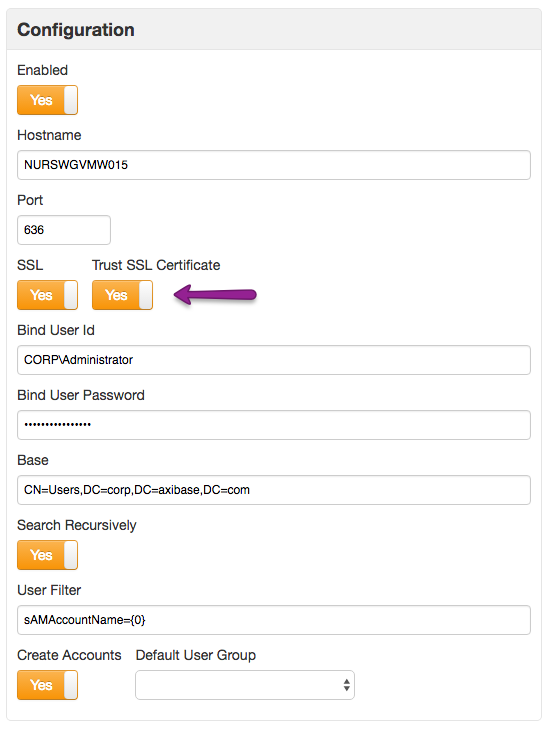 Configuration
Enabled
Yes
Hostname
NURSWGVMW015
Port
636
SSL Trust SSL Certificate
Yes Yes
Bind User Id
CORP\Administrator
Bind User Password
••••••••••••••••
Base
CN=Users,DC=corp,DC=axibase,DC=com
Search Recursively
Yes
User Filter
sAMAccountName={0}
Create Accounts Default User Group
Yes